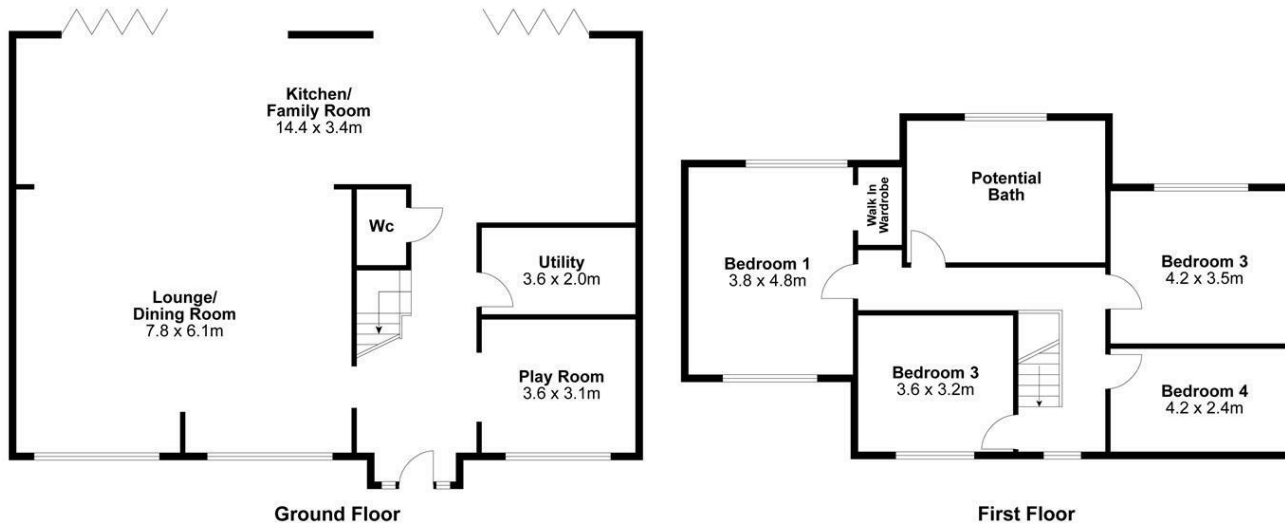 Kitchen/
Family Room
14.4 x 3.4m
Wc
Utility
3.6 x 2.0m
Lounge/
Dining Room
7.8 x 6.1m
Play Room
3.6 x 3.1m
Ground Floor
Potential
Bath
Walk In
Wardrobe
Bedroom 1
3.8 x 4.8m
Bedroom 3
4.2 x 3.5m
Bedroom 3
3.6 x 3.2m
Bedroom 4
4.2 x 2.4m
First Floor